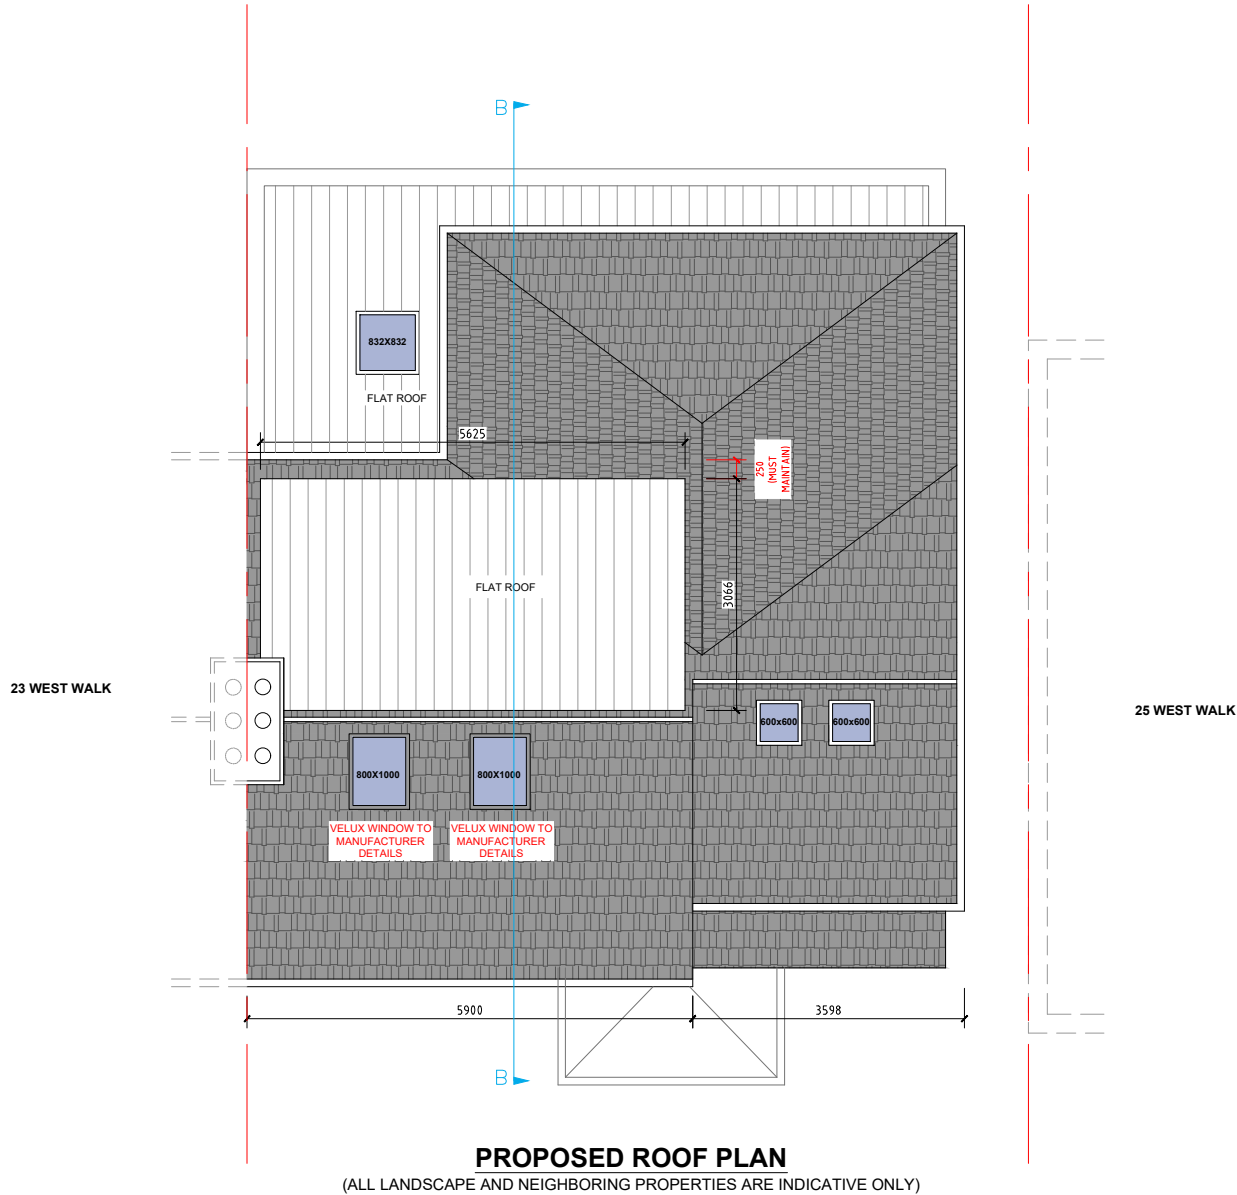 B
832X832
FLAT ROOF
5625
250
(MUST
MAINTAIN)
FLAT ROOF
3066
23 WEST WALK
25 WEST WALK
600x600
600x600
800X1000
800X1000
VELUX WINDOW TO
MANUFACTURER
DETAILS
VELUX WINDOW TO
MANUFACTURER
DETAILS
5900
3598
B
PROPOSED ROOF PLAN
(ALL LANDSCAPE AND NEIGHBORING PROPERTIES ARE INDICATIVE ONLY)